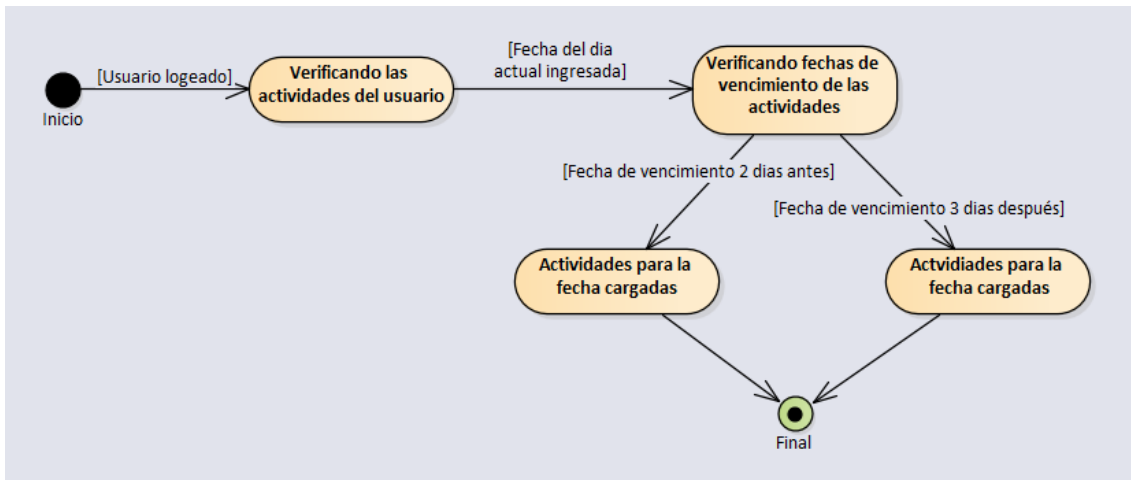 [Usuario logeado]
Inicio
Verificando las
actividades del usuario
[Fecha del dia
actual ingresada]
Verificando fechas de
vencimiento de las
actividades
[Fecha de vencimiento 2 dias antes]
[Fecha de vencimiento 3 dias después]
Actividades para la
fecha cargadas
Actvidiades para la
fecha cargadas
Final